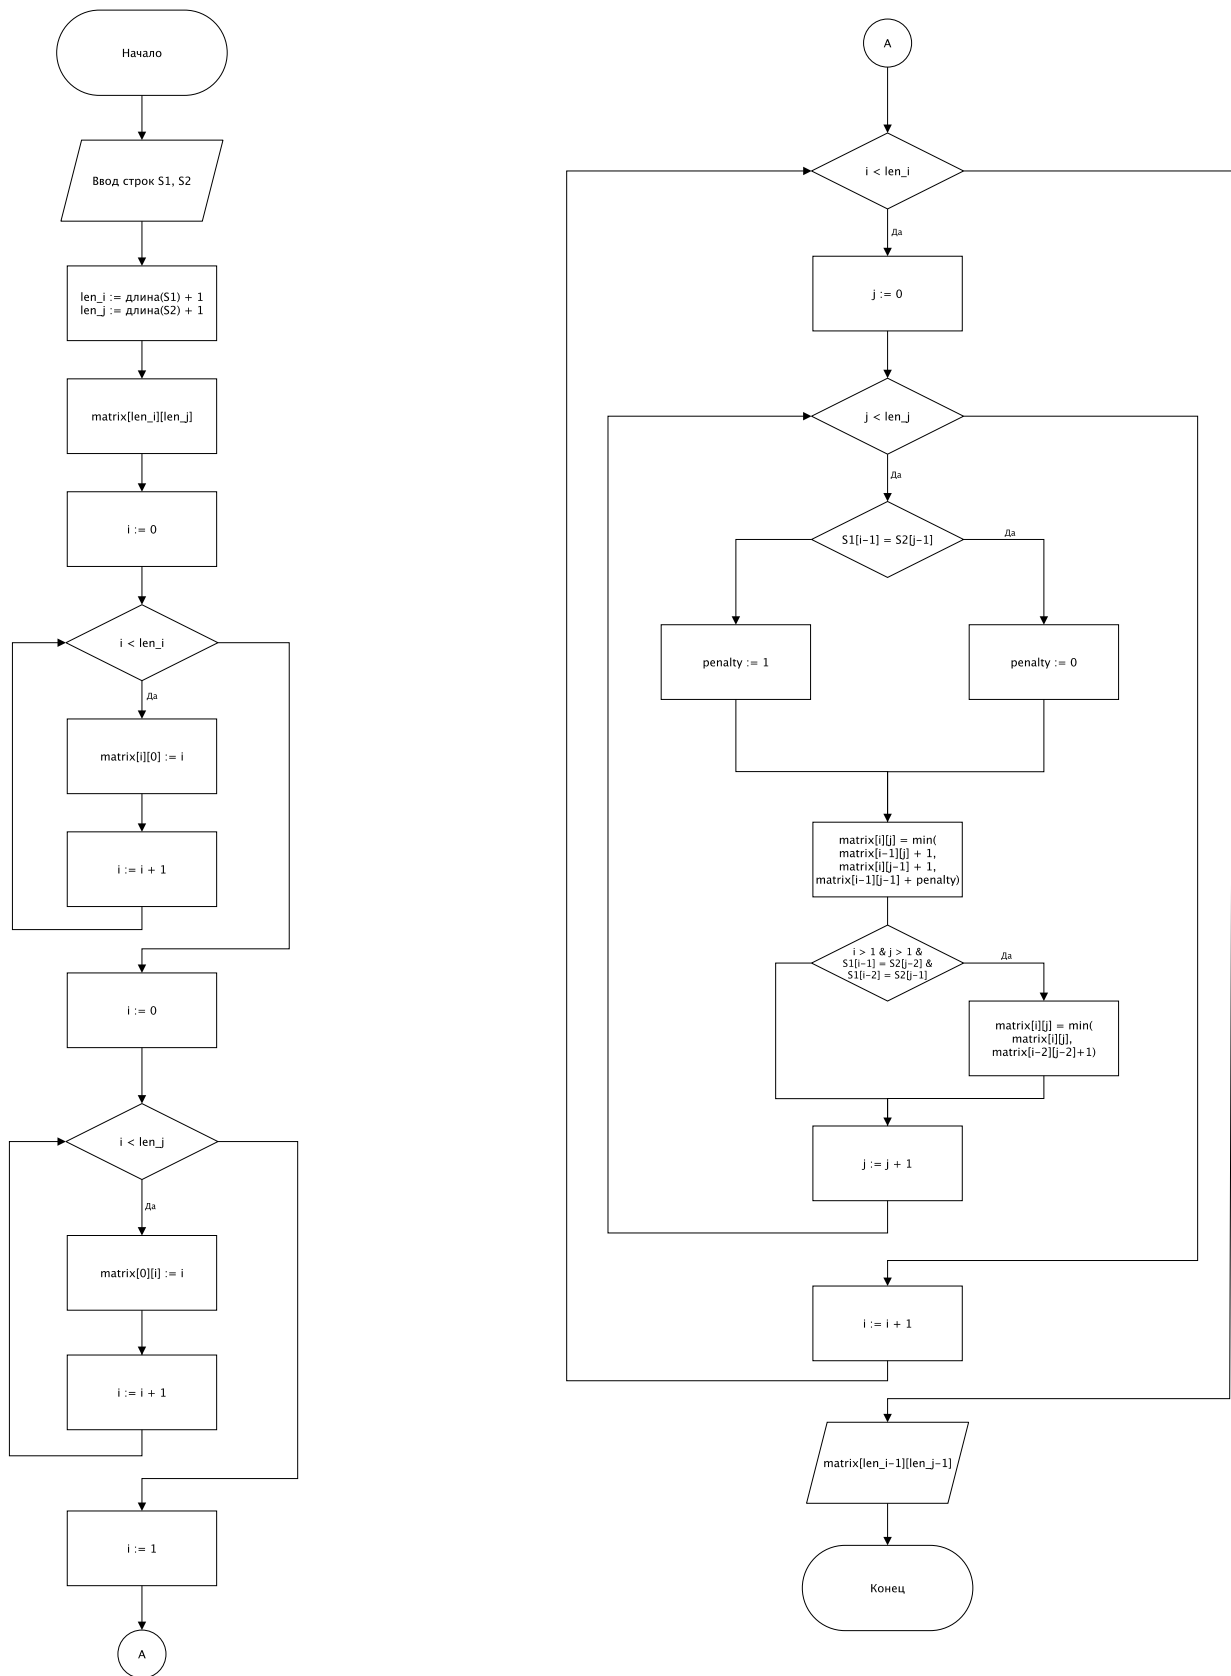 Начало
Ввод строк S1, S2
len_i := длина(S1) + 1
len_j := длина(S2) + 1
matrix[len_i][len_j]
i := 0
i < len_i
Да
matrix[i][0] := i
i := i + 1
i := 0
i < len_j
Да
matrix[0][i] := i
i := i + 1
i := 1
A
A
i < len_i
Да
j := 0
j < len_j
Да
S1[i-1] = S2[j-1]
Да
penalty := 1
penalty := 0
matrix[i][j] = min(
matrix[i-1][j] + 1,
matrix[i][j-1] + 1,
matrix[i-1][j-1] + penalty)
i > 1 & j > 1 &
S1[i-1] = S2[j-2] &
S1[i-2] = S2[j-1]
Да
matrix[i][j] = min(
matrix[i][j],
matrix[i-2][j-2]+1)
j := j + 1
i := i + 1
matrix[len_i-1][len_j-1]
Конец